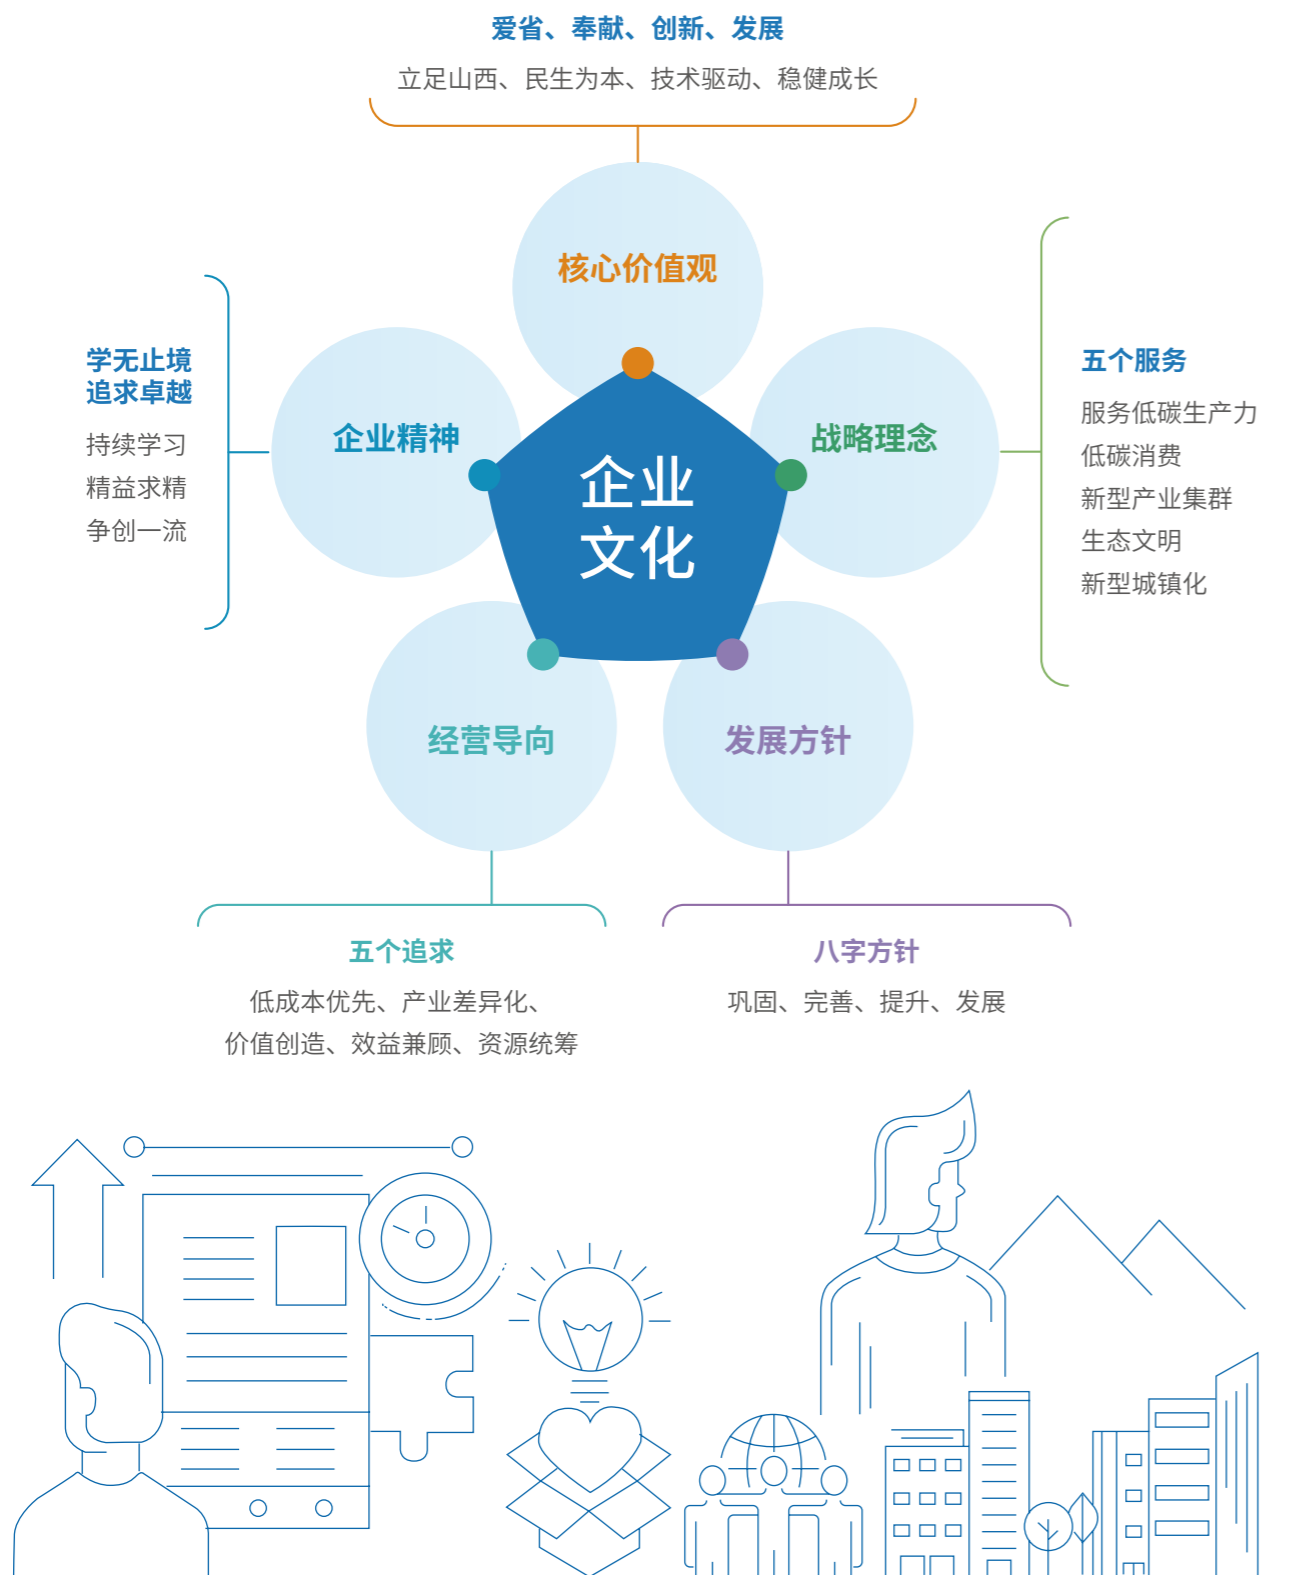 爱省、奉献、创新、发展
立足山西、民生为本、技术驱动、稳健成长
核心价值观
学无止境
追求卓越
持续学习
精益求精
争创一流
企业精神
企业
文化
战略理念
五个服务
服务低碳生产力
低碳消费
新型产业集群
生态文明
新型城镇化
经营导向
发展方针
五个追求
低成本优先、产业差异化、
价值创造、效益兼顾、资源统筹
八字方针
巩固、完善、提升、发展